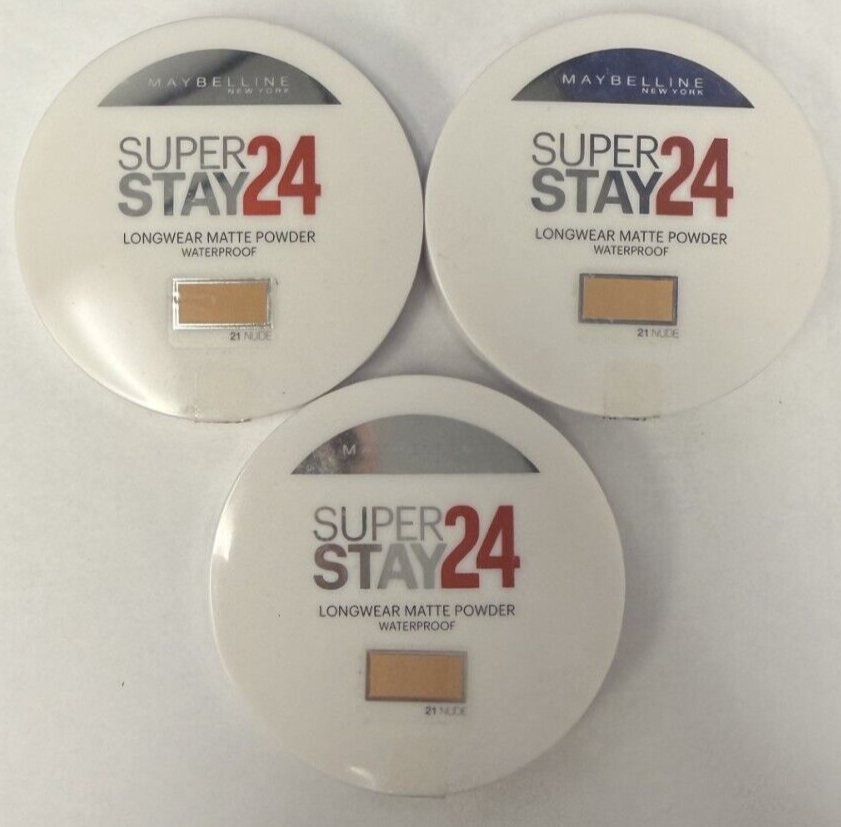 MAYBELLINE
NEW YORK
SUPER
STAY24
LONGWEAR MATTE POWDER
WATERPROOF
21 NUDE
MAYBELLINE
NEW YORK
SUPER
STAY24
LONGWEAR MATTE POWDER
WATERPROOF
21 NUDE
SUPER
STAY24
LONGWEAR MATTE POWDER
WATERPROOF
21 NUDE